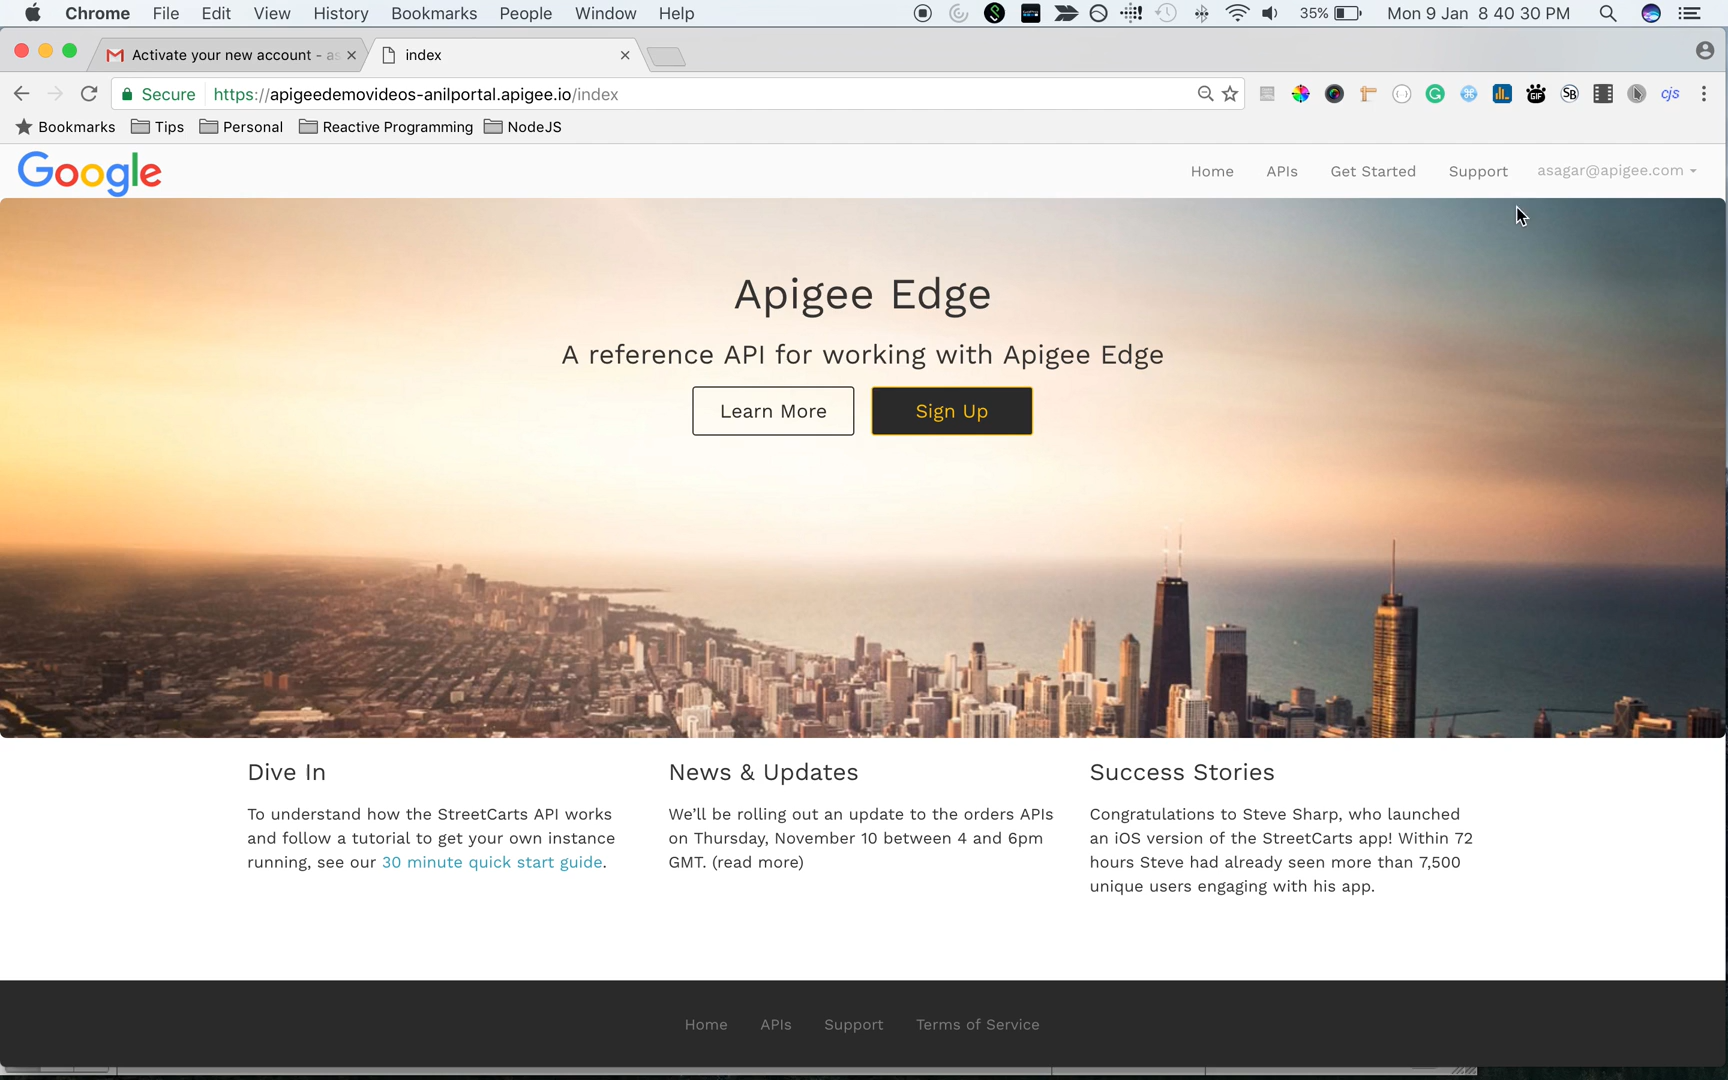 Chrome File Edit View History Bookmarks People Window Help 35% Mon 9 Jan 8 40 30 PM
Activate your new account - as index
Secure https://apigeedemovideos-anilportal.apigee.io/index
Bookmarks Tips Personal Reactive Programming NodeJS
Google Home APIs Get Started Support asagar@apigee.com
Apigee Edge
A reference API for working with Apigee Edge
Learn More Sign Up
Dive In
To understand how the StreetCarts API works
and follow a tutorial to get your own instance
running, see our 30 minute quick start guide.
News & Updates
We’ll be rolling out an update to the orders APIs
on Thursday, November 10 between 4 and 6pm
GMT. (read more)
Success Stories
Congratulations to Steve Sharp, who launched
an iOS version of the StreetCarts app! Within 72
hours Steve had already seen more than 7,500
unique users engaging with his app.
Home APIs Support Terms of Service